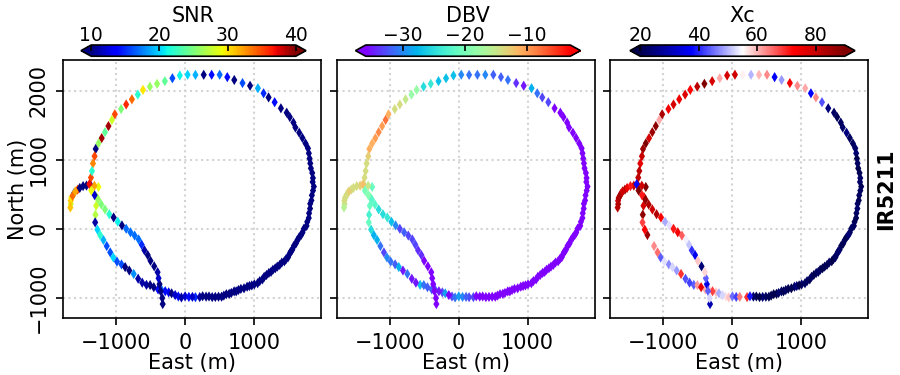 SNR DBV Xc
10 20 30 40 −30 −20 −10 20 40 60 80
North (m)
2000
1000
0
−1000
−1000 0 1000 −1000 0 1000 −1000 0 1000
East (m) East (m) East (m)
IR5211